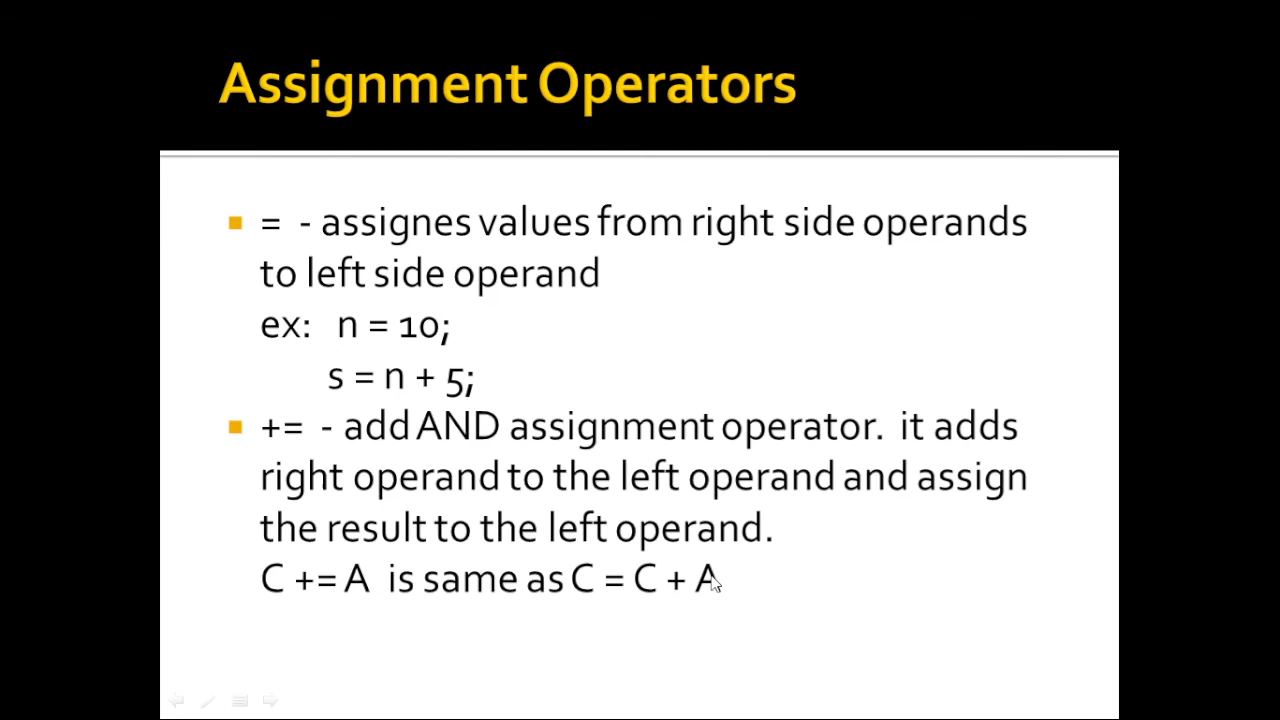 Assignment Operators
= - assignes values from right side operands
to left side operand
ex: n = 10;
s = n + 5;
+= - add AND assignment operator. it adds
right operand to the left operand and assign
the result to the left operand.
C += A is same as C = C + A